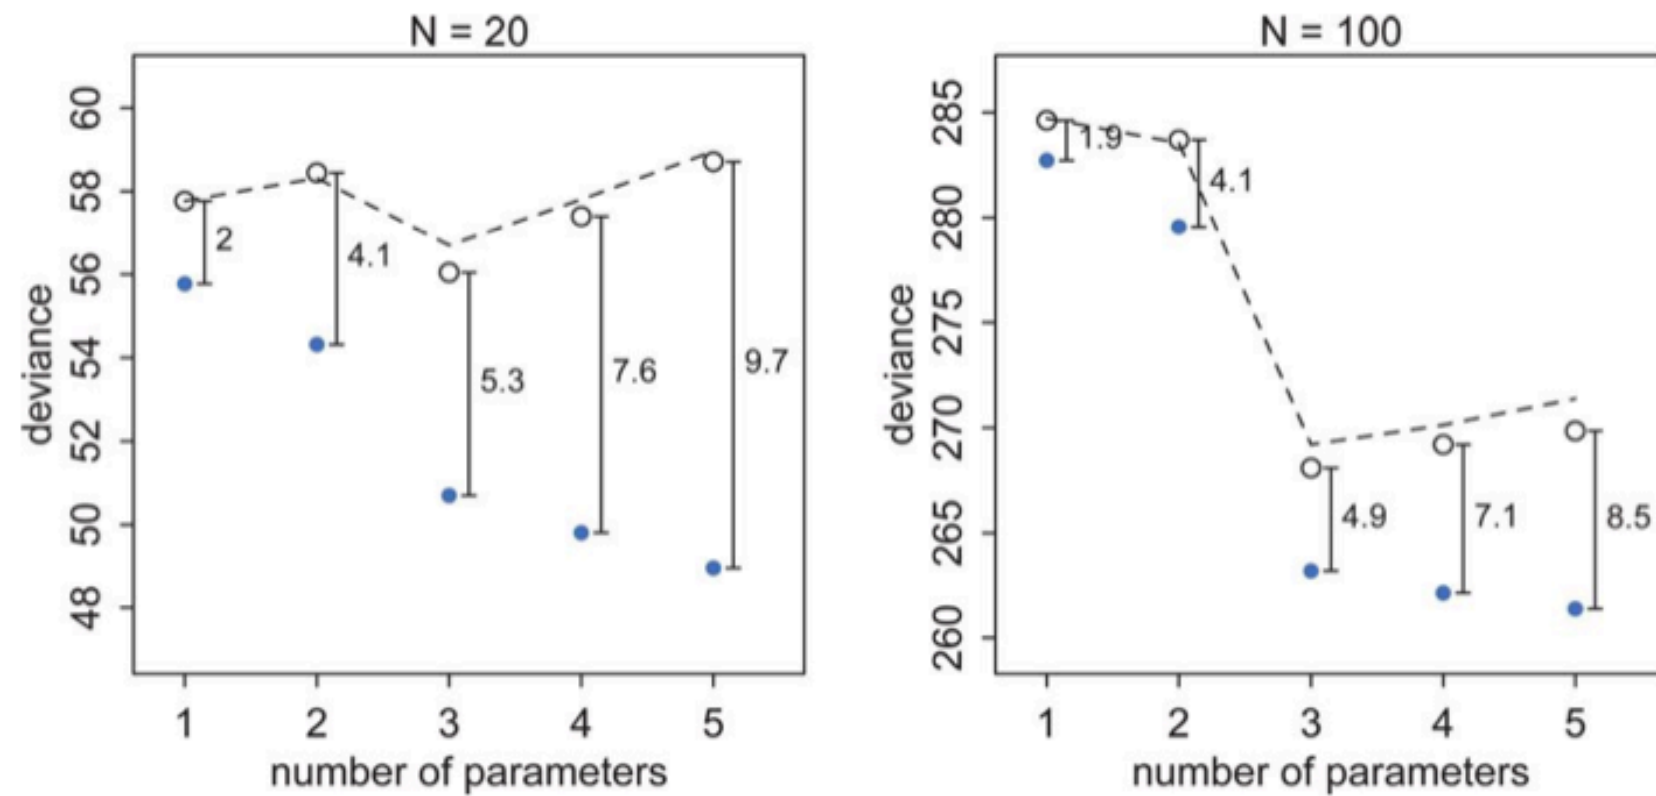 N = 20
deviance
60
58
56
54
52
50
48
2
4.1
5.3
7.6
9.7
1 2 3 4 5
number of parameters
N = 100
deviance
285
280
275
270
265
260
1.9
4.1
4.9
7.1
8.5
1 2 3 4 5
number of parameters